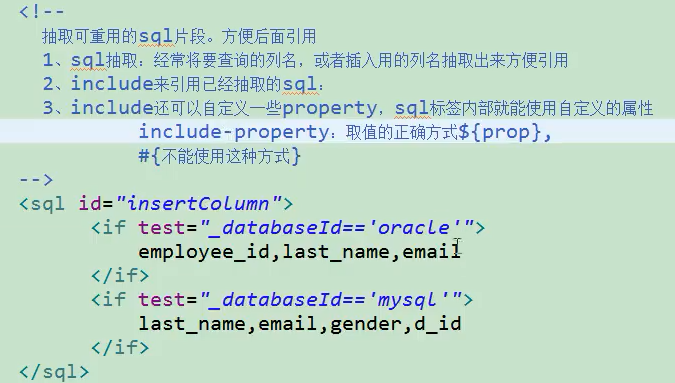 <!--
抽取可重用的sql片段。方便后面引用
1、sql抽取：经常将要查询的列名，或者插入用的列名抽取出来方便引用
2、include来引用已经抽取的sql：
3、include还可以自定义一些property，sql标签内部就能使用自定义的属性
include-property：取值的正确方式${prop},
#{不能使用这种方式}
-->
<sql id="insertColumn">
<if test="_databaseId=='oracle'">
employee_id,last_name,email
</if>
<if test="_databaseId=='mysql'">
last_name,email,gender,d_id
</if>
</sql>